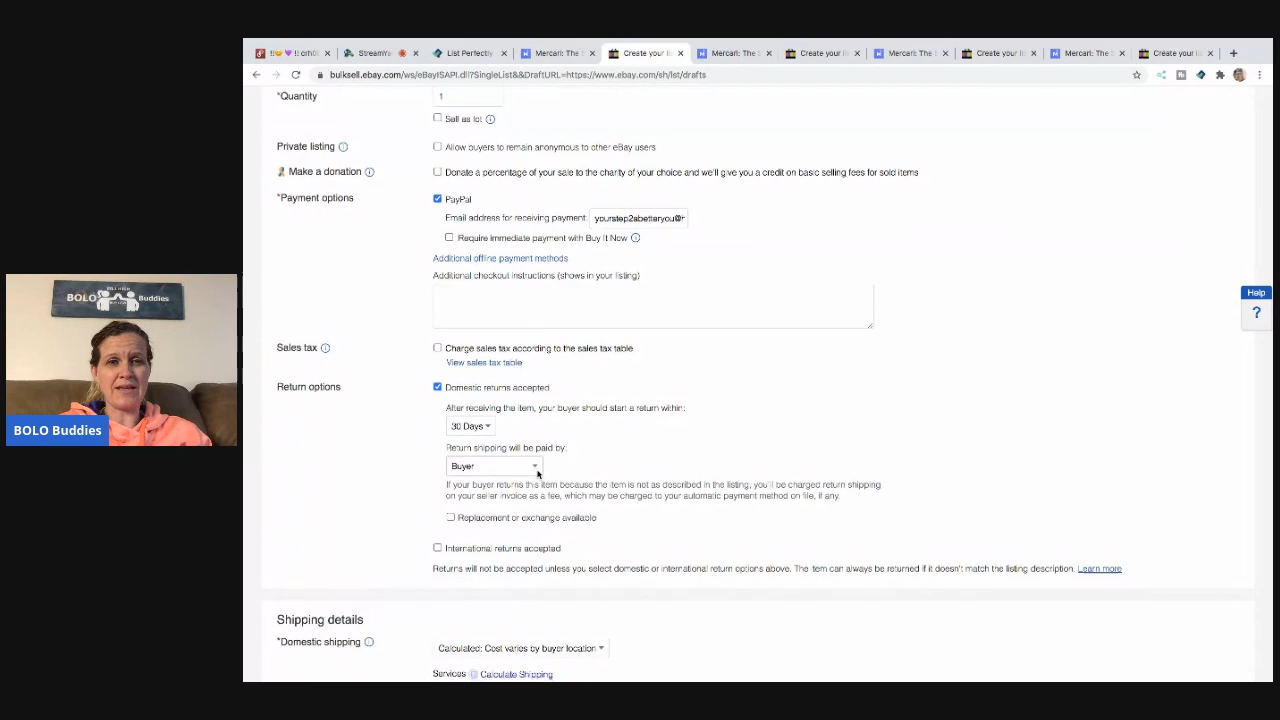 StreamYa
List Perfectly
Mercari: The S
Create your lis
Mercari: The S
Create your li
Mercari: The S
Create your lis
Mercari: The S
Create your lis
bulksell.ebay.com/ws/eBayISAPI.dll?SingleList&&DraftURL=https://www.ebay.com/sh/lst/drafts
*Quantity
1
Sell as lot
Private listing
Allow buyers to remain anonymous to other eBay users
Make a donation
Donate a percentage of your sale to the charity of your choice and we'll give you a credit on basic selling fees for sold items
*Payment options
PayPal
Email address for receiving payment:
yourstep2abetteryou@h
Require immediate payment with Buy It Now
Additional offline payment methods
Additional checkout instructions (shows in your listing)
Sales tax
Charge sales tax according to the sales tax table
View sales tax table
Return options
Domestic returns accepted
After receiving the item, your buyer should start a return within:
30 Days
Return shipping will be paid by:
Buyer
If your buyer returns this item because the item is not as described in the listing, you'll be charged return shipping
on your seller invoice as a fee, which may be charged to your automatic payment method on file, if any.
Replacement or exchange available
International returns accepted
Returns will not be accepted unless you select domestic or international return options above. The item can always be returned if it doesn't match the listing description. Learn more
Shipping details
*Domestic shipping
Calculated: Cost varies by buyer location
Services
Calculate Shipping
Help
?
BOLO Buddies
BOLO Buddies